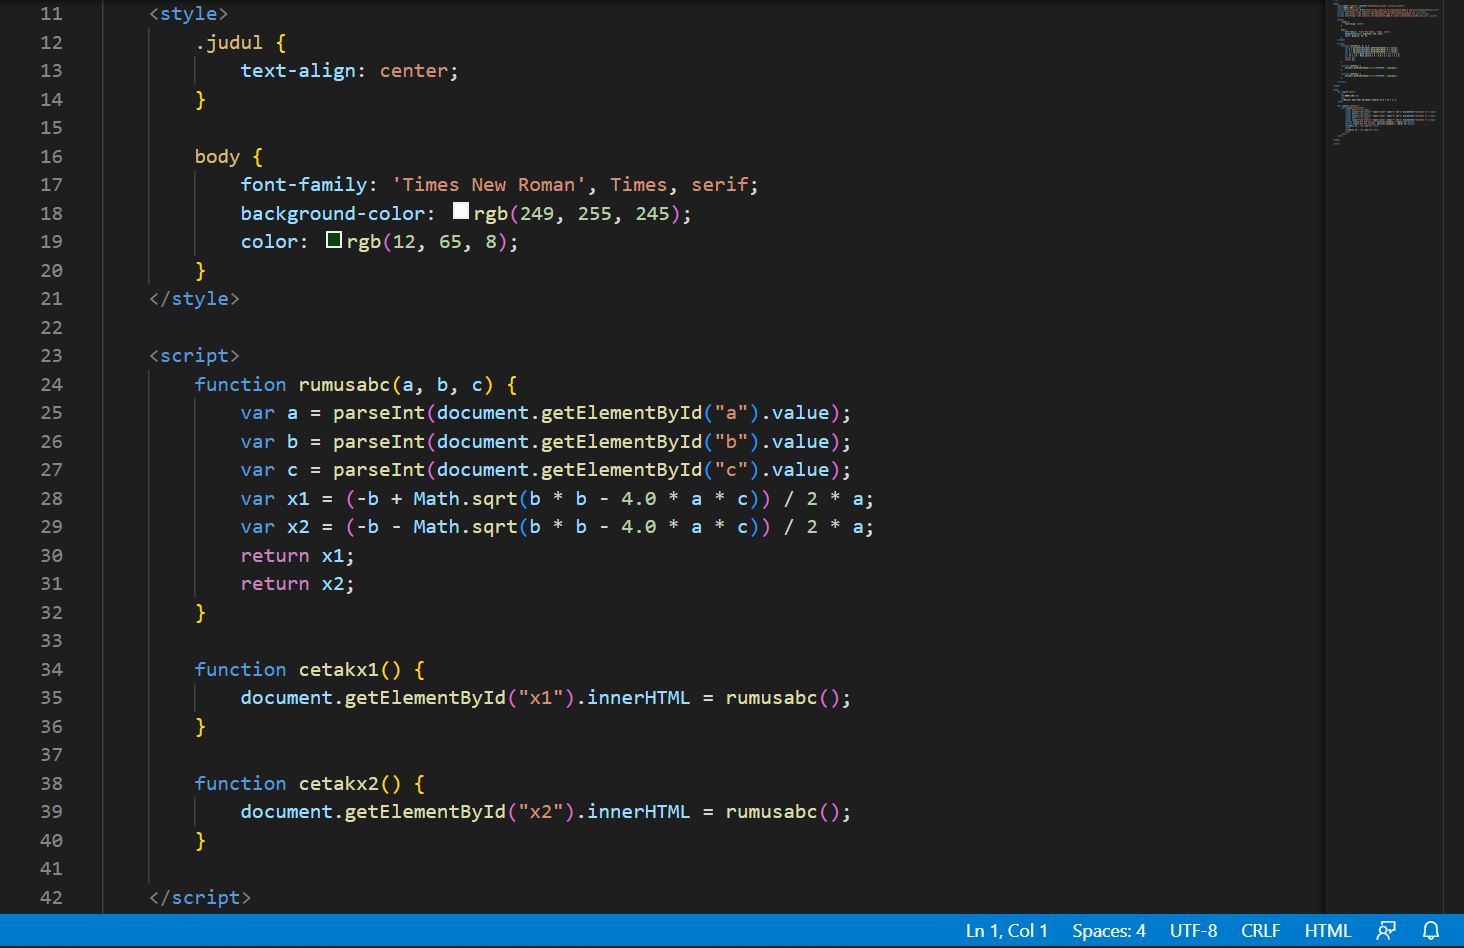 11 <style>
12 .judul {
13 text-align: center;
14 }
15
16 body {
17 font-family: 'Times New Roman', Times, serif;
18 background-color: rgb(249, 255, 245);
19 color: rgb(12, 65, 8);
20 }
21 </style>
22
23 <script>
24 function rumusabc(a, b, c) {
25 var a = parseInt(document.getElementById("a").value);
26 var b = parseInt(document.getElementById("b").value);
27 var c = parseInt(document.getElementById("c").value);
28 var x1 = (-b + Math.sqrt(b * b - 4.0 * a * c)) / 2 * a;
29 var x2 = (-b - Math.sqrt(b * b - 4.0 * a * c)) / 2 * a;
30 return x1;
31 return x2;
32 }
33
34 function cetakx1() {
35 document.getElementById("x1").innerHTML = rumusabc();
36 }
37
38 function cetakx2() {
39 document.getElementById("x2").innerHTML = rumusabc();
40 }
41
42 </script>
Ln 1, Col 1 Spaces: 4 UTF-8 CRLF HTML